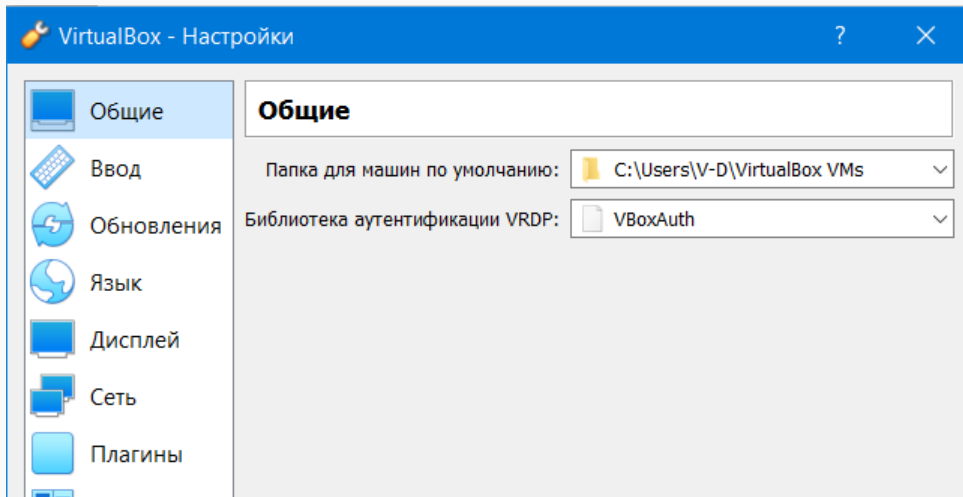 VirtualBox - Настройки ?
Общие
Ввод
Обновления
Язык
Дисплей
Сеть
Плагины
Общие
Папка для машин по умолчанию: C:\Users\V-D\VirtualBox VMs
Библиотека аутентификации VRDP: VBoxAuth